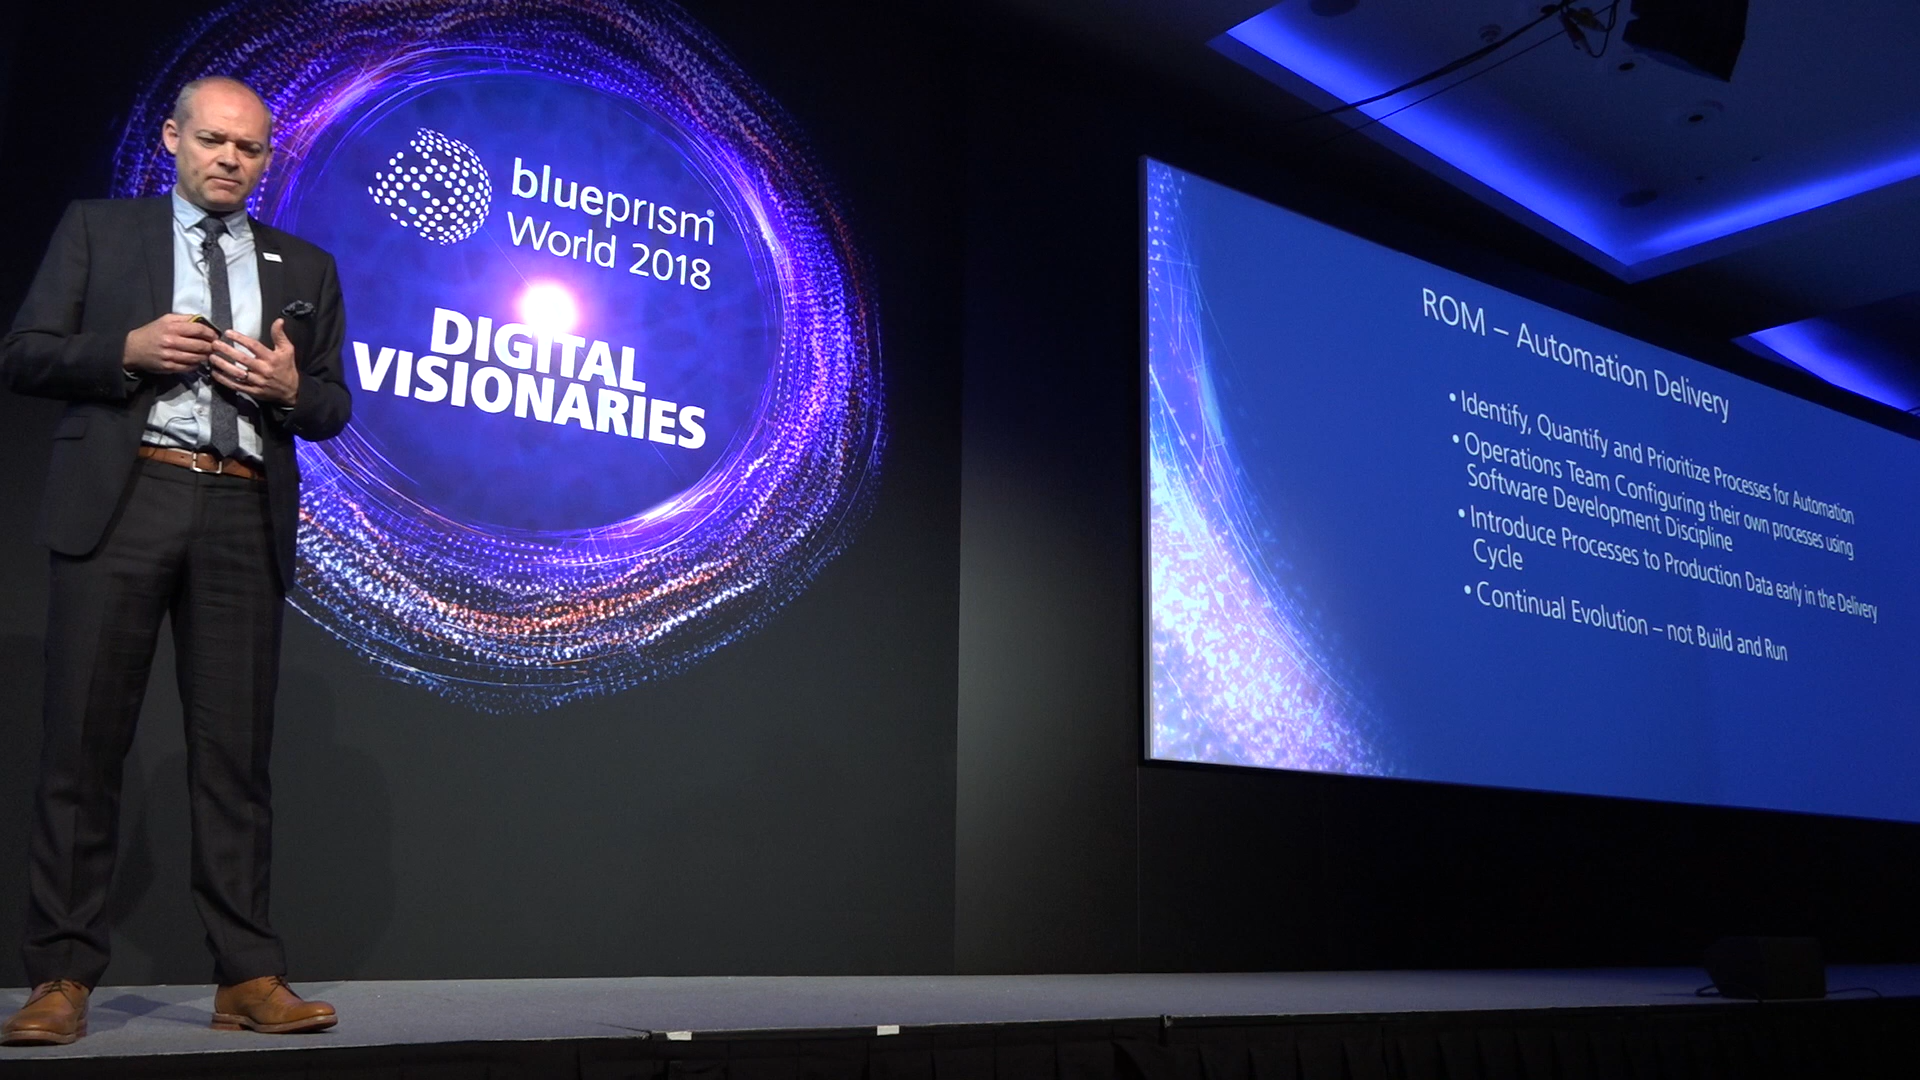 blueprism®
World 2018
DIGITAL
VISIONARIES
ROM – Automation Delivery
• Identify, Quantify and Prioritize Processes for Automation
• Operations Team Configuring their own processes using
Software Development Discipline
• Introduce Processes to Production Data early in the Delivery
Cycle
• Continual Evolution – not Build and Run